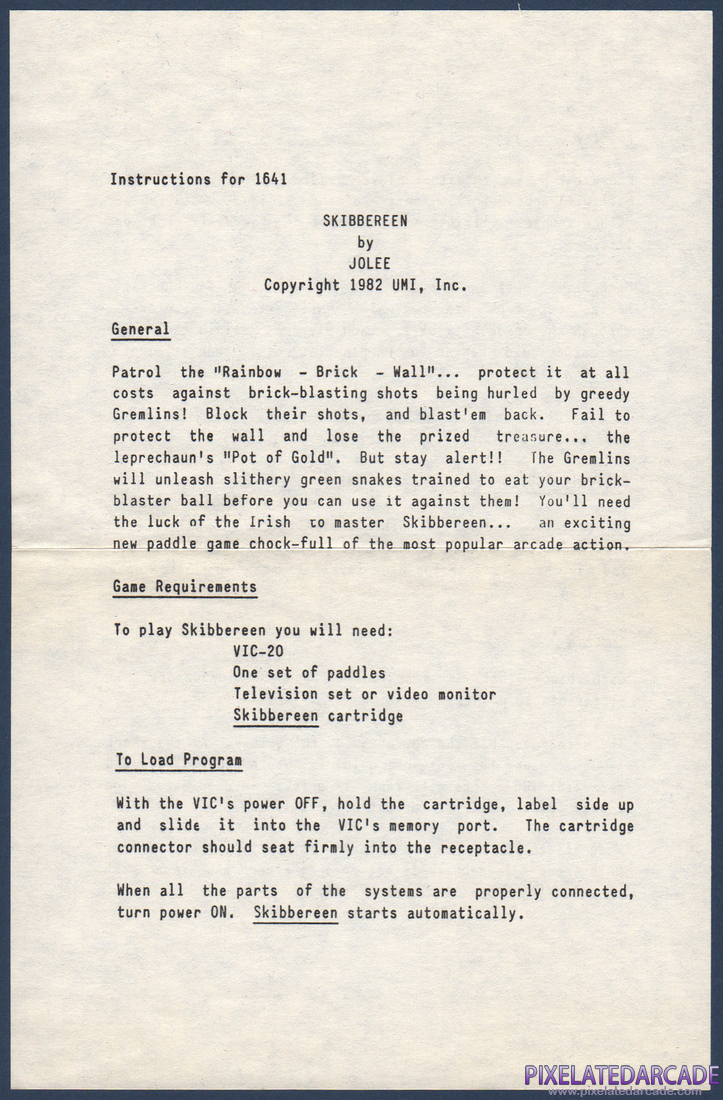 Instructions for 1641
SKIBBEREEN
by
JOLEE
Copyright 1982 UMI, Inc.
General
Patrol the "Rainbow - Brick - Wall"... protect it at all
costs against brick-blasting shots being hurled by greedy
Gremlins! Block their shots, and blast'em back. Fail to
protect the wall and lose the prized treasure... the
leprechaun's "Pot of Gold". But stay alert!! The Gremlins
will unleash slithery green snakes trained to eat your brick-
blaster ball before you can use it against them! You'll need
the luck of the Irish to master Skibbereen... an exciting
new paddle game chock-full of the most popular arcade action.
Game Requirements
To play Skibbereen you will need:
VIC-20
One set of paddles
Television set or video monitor
Skibbereen cartridge
To Load Program
With the VIC's power OFF, hold the cartridge, label side up
and slide it into the VIC's memory port. The cartridge
connector should seat firmly into the receptacle.
When all the parts of the systems are properly connected,
turn power ON. Skibbereen starts automatically.
PIXELATEDARCADE
www.pixelatedarcade.com